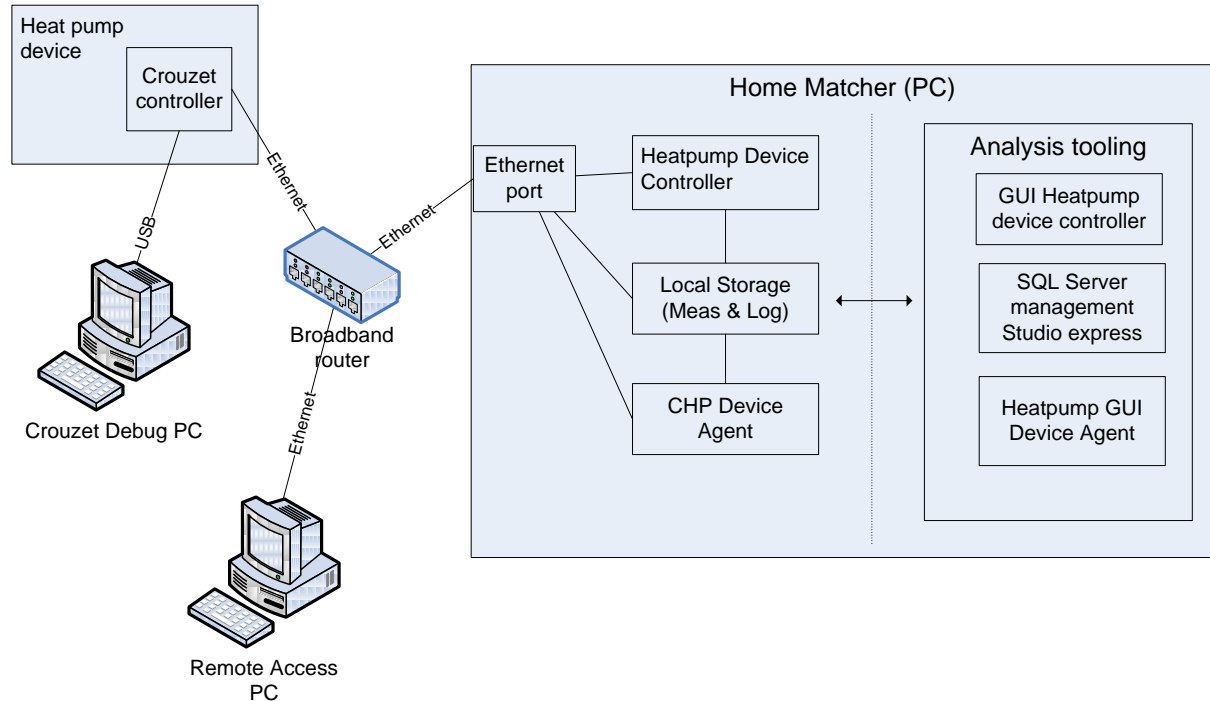 Heat pump
device
Crouzet
controller
Ethernet
USB
Crouzet Debug PC
Broadband
router
Ethernet
Ethernet
Remote Access
PC
Home Matcher (PC)
Ethernet
port
Heatpump Device
Controller
Local Storage
(Meas & Log)
CHP Device
Agent
Analysis tooling
GUI Heatpump
device controller
SQL Server
management
Studio express
Heatpump GUI
Device Agent